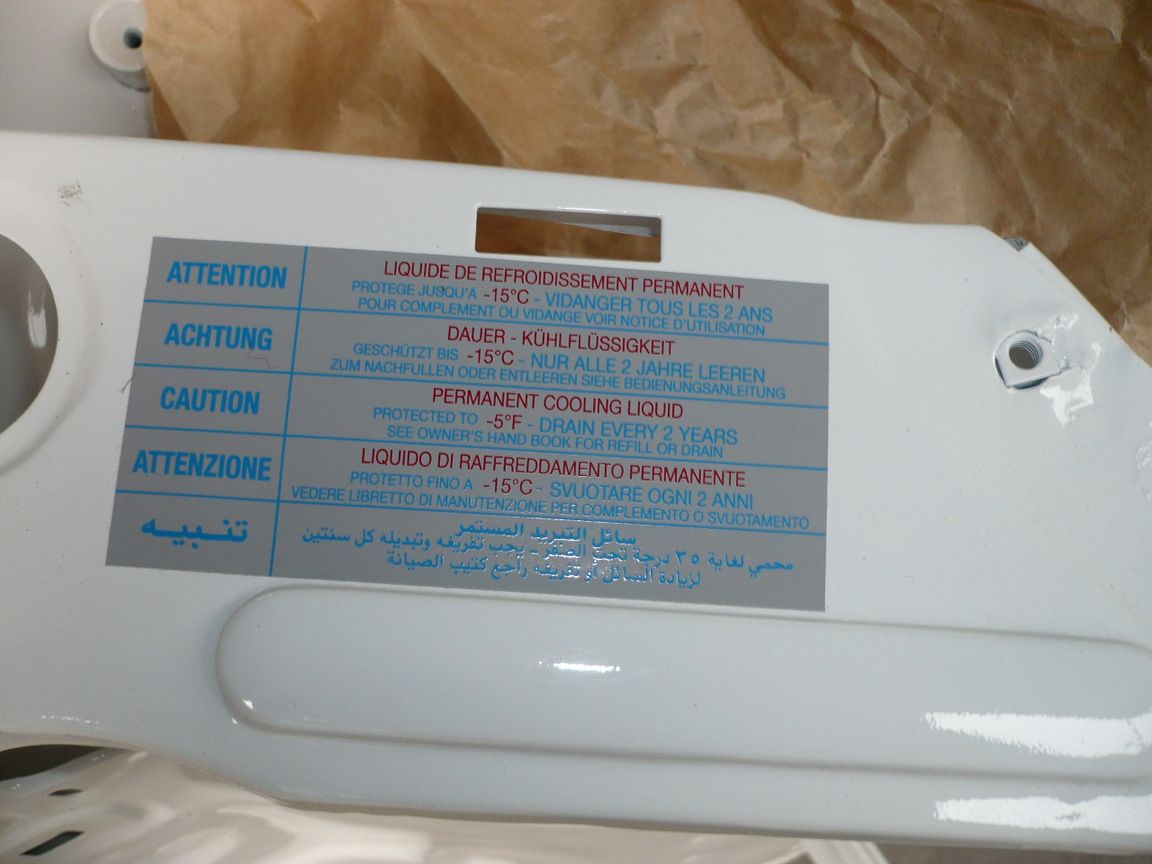 ATTENTION
LIQUIDE DE REFROIDISSEMENT PERMANENT
PROTEGE JUSQU'A -15°C - VIDANGER TOUS LES 2 ANS
POUR COMPLEMENT OU VIDANGE VOIR NOTICE D'UTILISATION
ACHTUNG
DAUER - KÜHLFLÜSSIGKEIT
GESCHÜTZT BIS -15°C - NUR ALLE 2 JAHRE LEEREN
ZUM NACHFULLEN ODER ENTLEEREN SIEHE BEDIENUNGSANLEITUNG
CAUTION
PERMANENT COOLING LIQUID
PROTECTED TO -5°F - DRAIN EVERY 2 YEARS
SEE OWNER'S HAND BOOK FOR REFILL OR DRAIN
ATTENZIONE
LIQUIDO DI RAFFREDDAMENTO PERMANENTE
PROTETTO FINO A -15°C - SVUOTARE OGNI 2 ANNI
VEDERE LIBRETTO DI MANUTENZIONE PER COMPLEMENTO O SVUOTAMENTO
تنبيه
سائل التبريد المستمر
محمي لغاية ٣٥ درجة تحت الصفر - يجب تفريغه وتبديله كل سنتين
لزيادة السائل او تفريغه راجع كتيب الصيانة